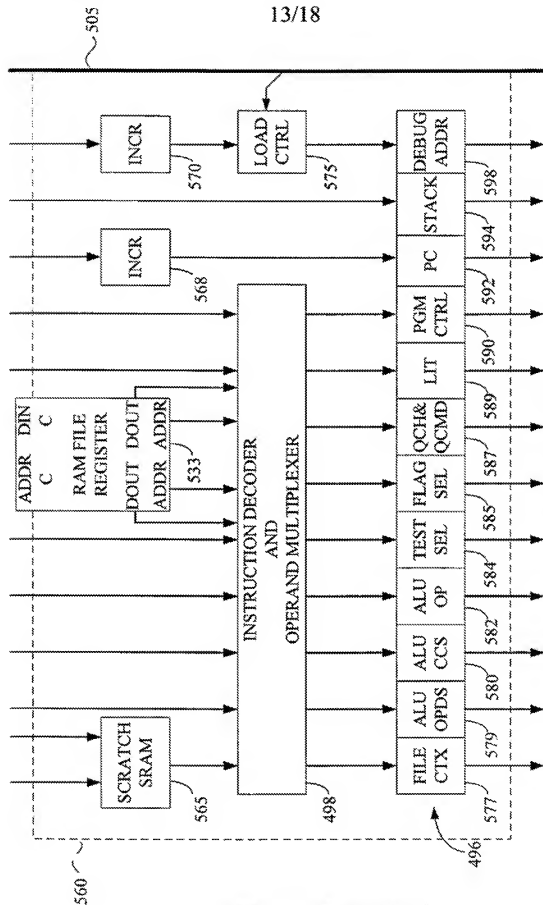 13/18
505
560
INCR
570
LOAD
CTRL
575
INCR
568
ADDR DIN
C C
RAM FILE
REGISTER
DOUT DOUT
ADDR ADDR
533
SCRATCH
SRAM
565
INSTRUCTION DECODER
AND
OPERAND MULTIPLEXER
498
FILE
CTX
577
ALU
OPDS
579
ALU
CCS
580
ALU
OP
582
TEST
SEL
584
FLAG
SEL
585
QCH&
QCMD
587
LIT
589
PGM
CTRL
590
PC
592
STACK
594
DEBUG
ADDR
598
496